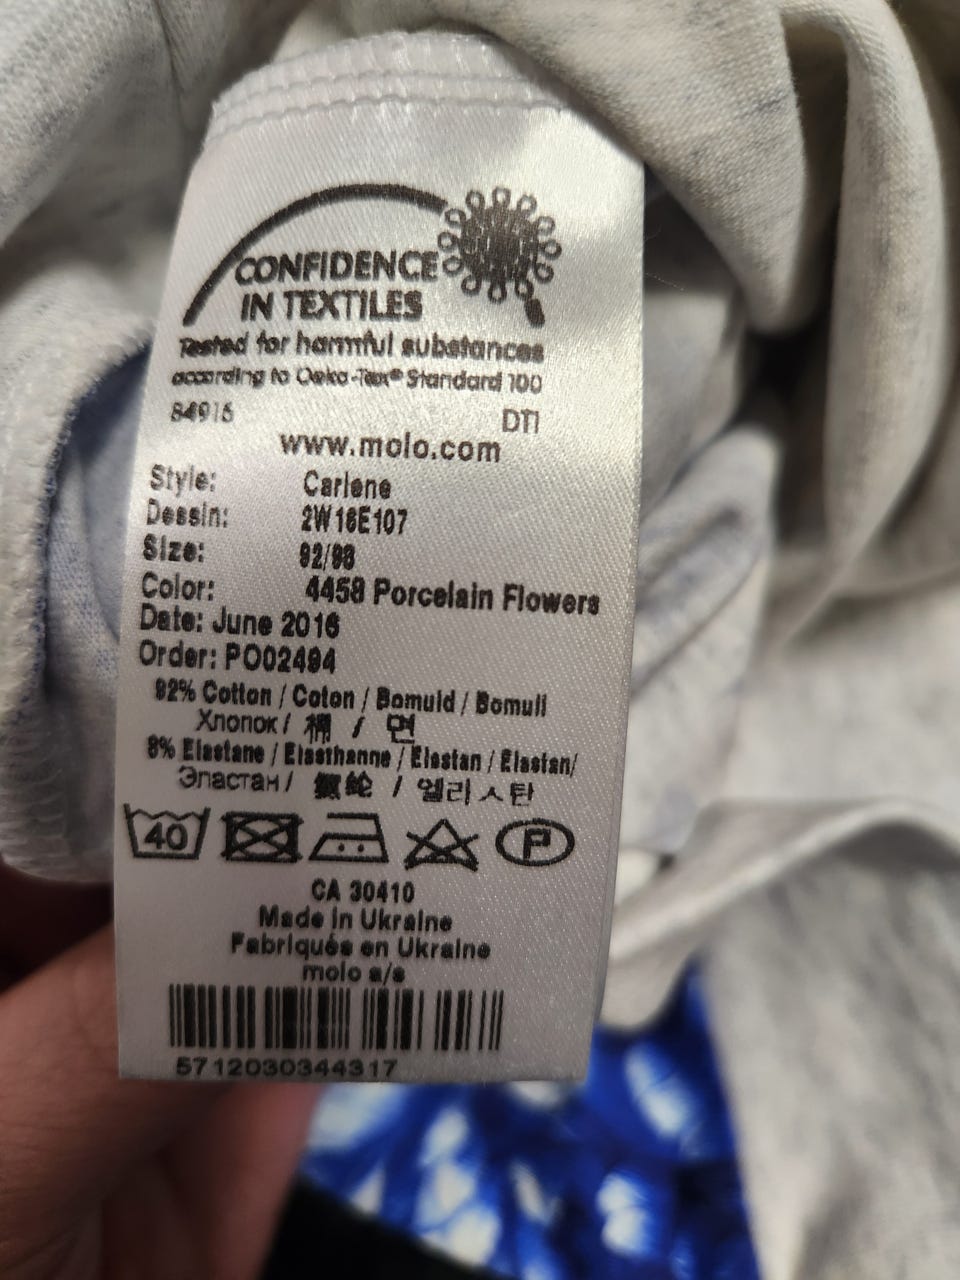 CONFIDENCE
IN TEXTILES
Tested for harmful substances
according to Oeko-Tex® Standard 100
84915 DTI
www.molo.com
Style: Carlene
Dessin: 2W16E107
Size: 92/98
Color: 4458 Porcelain Flowers
Date: June 2016
Order: PO02494
92% Cotton / Coton / Bomuld / Bomull
Хлопок / 棉 / 면
8% Elastane / Elasthanne / Elastan / Elastan/
Эластан / 氨纶 / 엘리스탄
40 P
CA 30410
Made in Ukraine
Fabriqués en Ukraine
molo a/s
5712030344317